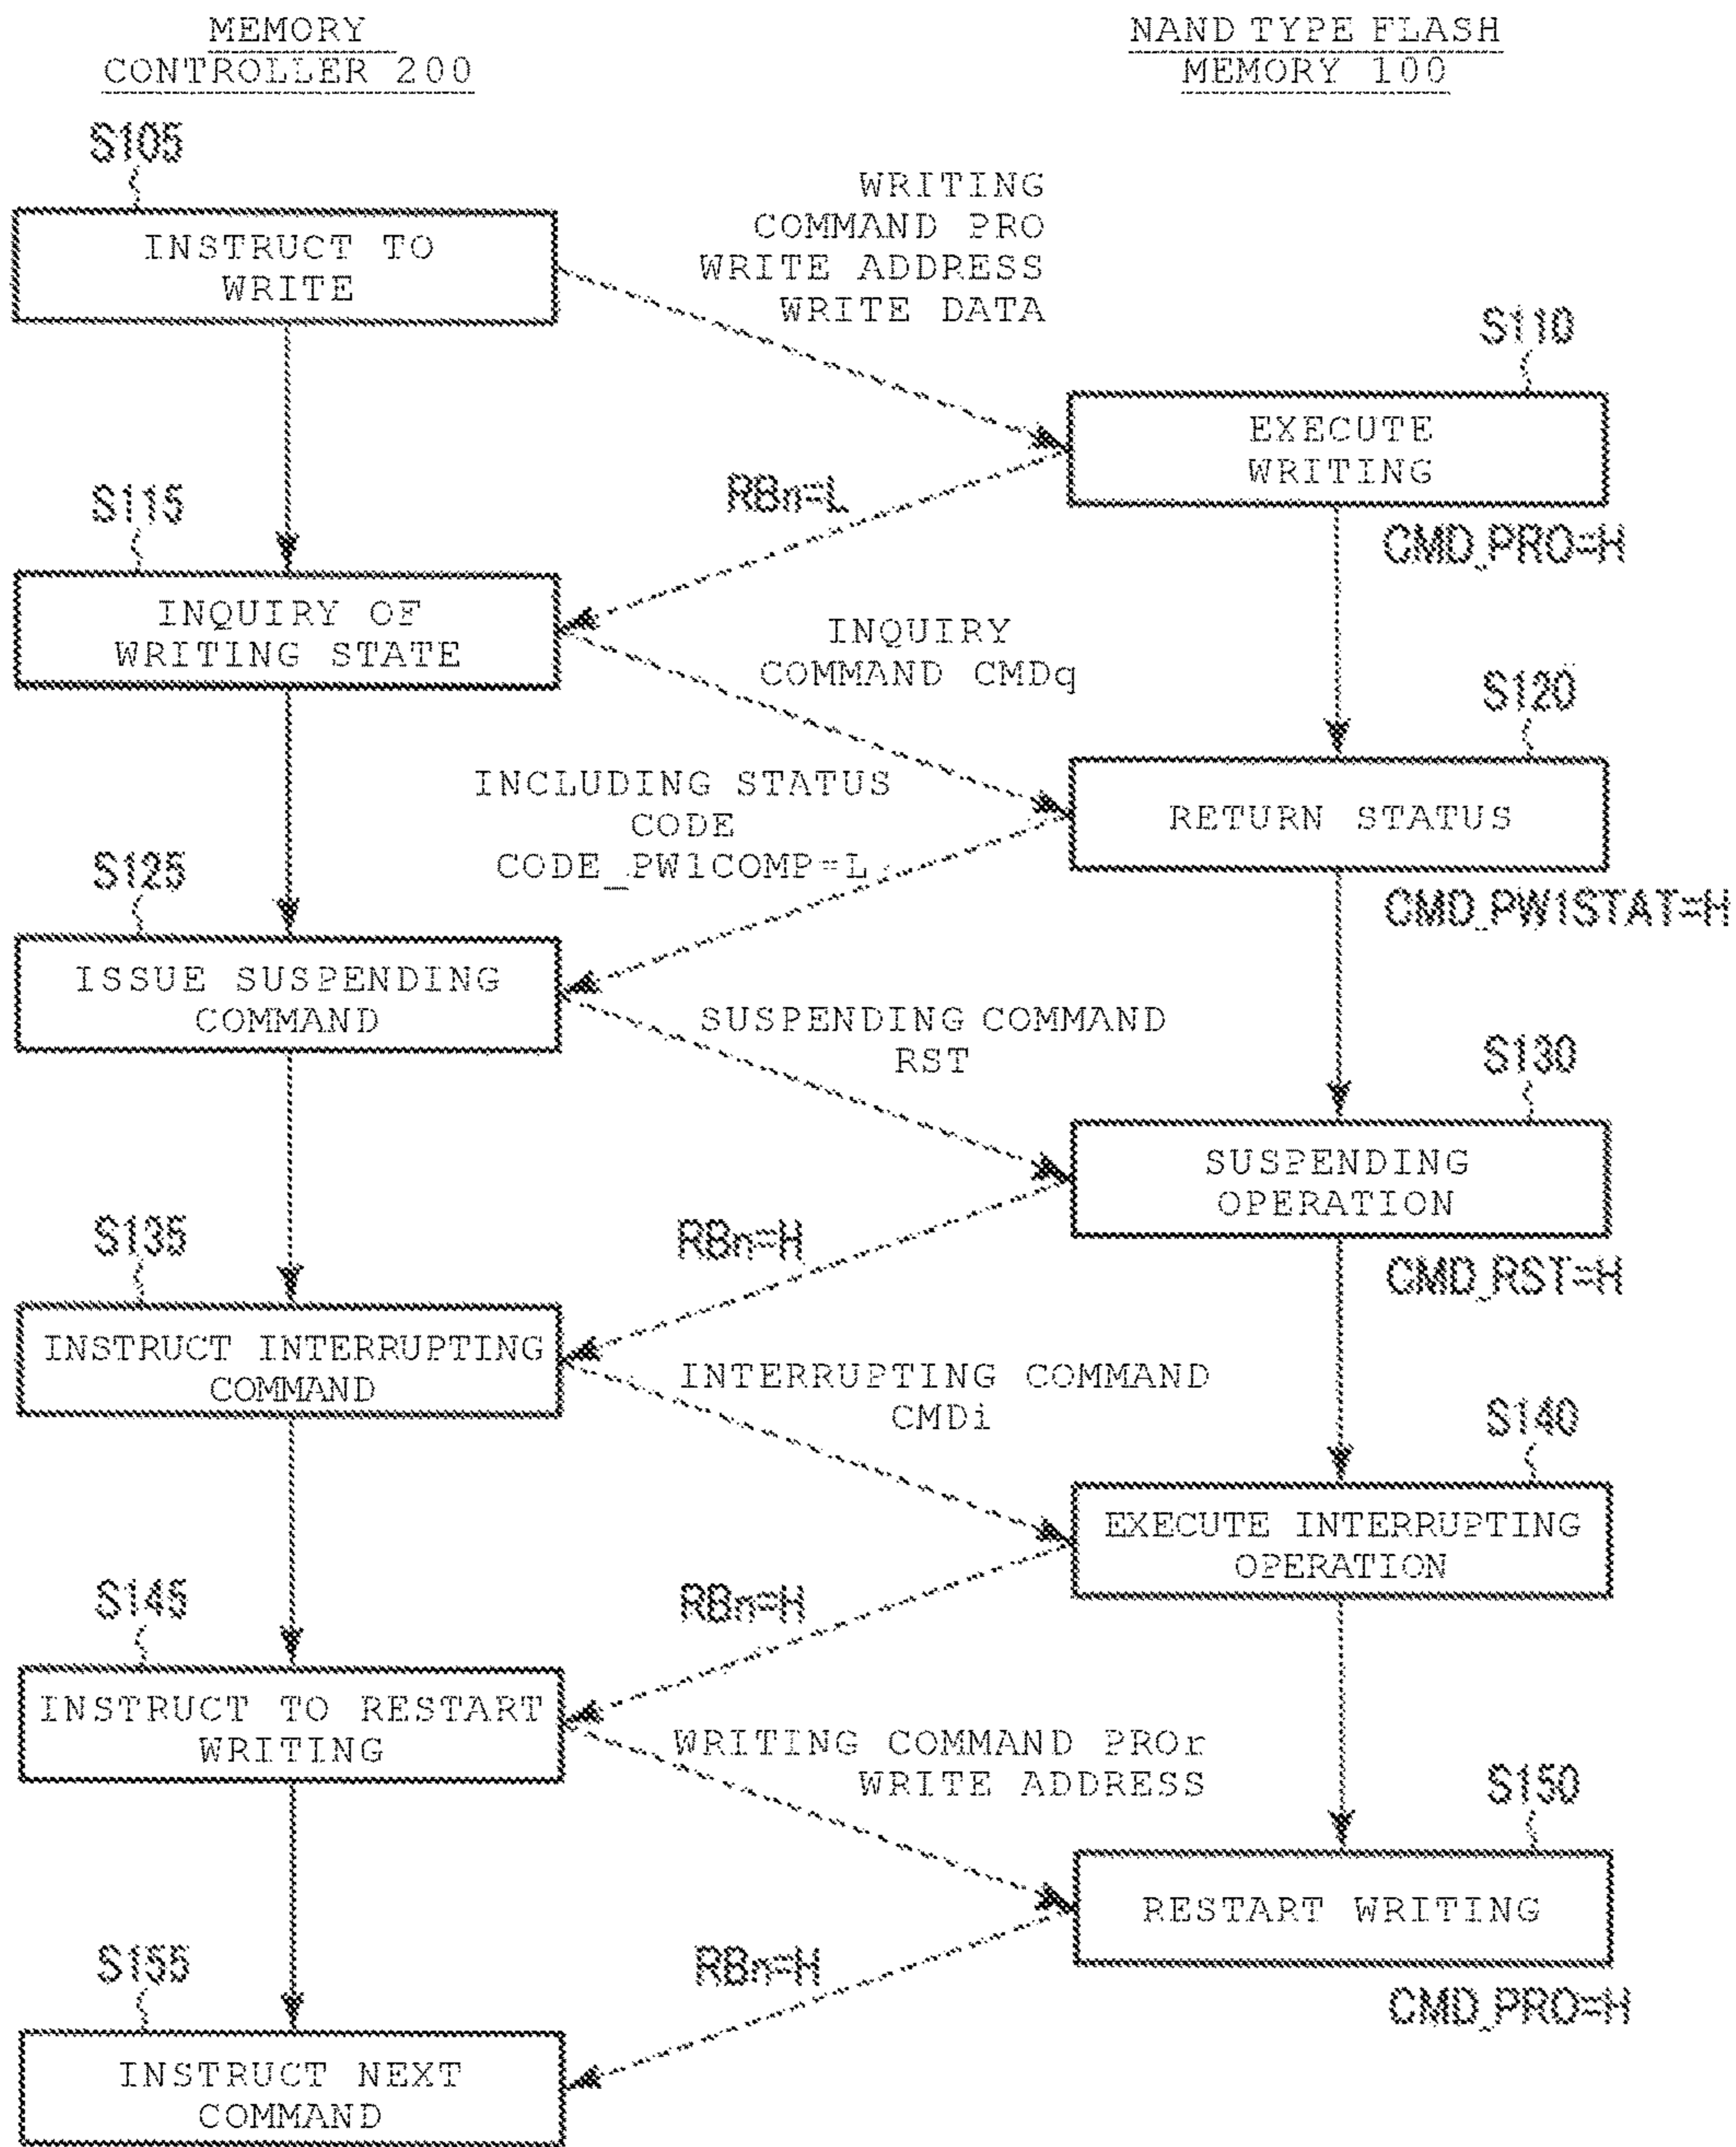 MEMORY
CONTROLLER 200
NAND TYPE FLASH
MEMORY 100
S105
INSTRUCT TO
WRITE
WRITING
COMMAND PRO
WRITE ADDRESS
WRITE DATA
S110
EXECUTE
WRITING
CMD_PRO=H
RBn=L
S115
INQUIRY OF
WRITING STATE
INQUIRY
COMMAND CMDq
S120
RETURN STATUS
CMD_PW1STAT=H
INCLUDING STATUS
CODE
CODE_PW1COMP=L
S125
ISSUE SUSPENDING
COMMAND
SUSPENDING COMMAND
RST
S130
SUSPENDING
OPERATION
CMD_RST=H
RBn=H
S135
INSTRUCT INTERRUPTING
COMMAND
INTERRUPTING COMMAND
CMDi
S140
EXECUTE INTERRUPTING
OPERATION
RBn=H
S145
INSTRUCT TO RESTART
WRITING
WRITING COMMAND PROr
WRITE ADDRESS
S150
RESTART WRITING
CMD_PRO=H
RBn=H
S155
INSTRUCT NEXT
COMMAND